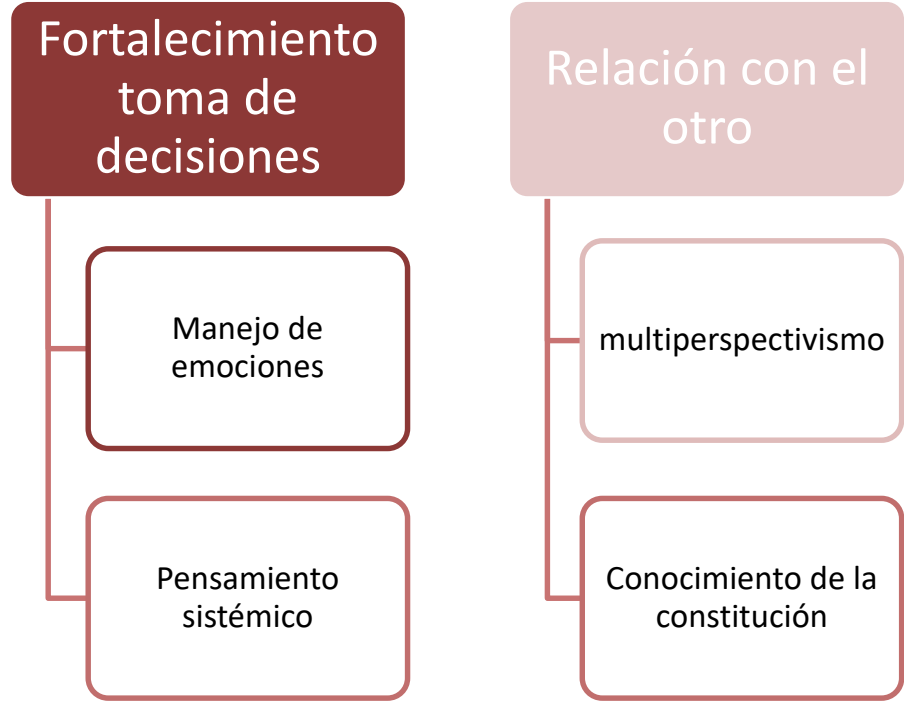 Fortalecimiento
toma de
decisiones
Manejo de
emociones
Pensamiento
sistémico
Relación con el
otro
multiperspectivismo
Conocimiento de la
constitución